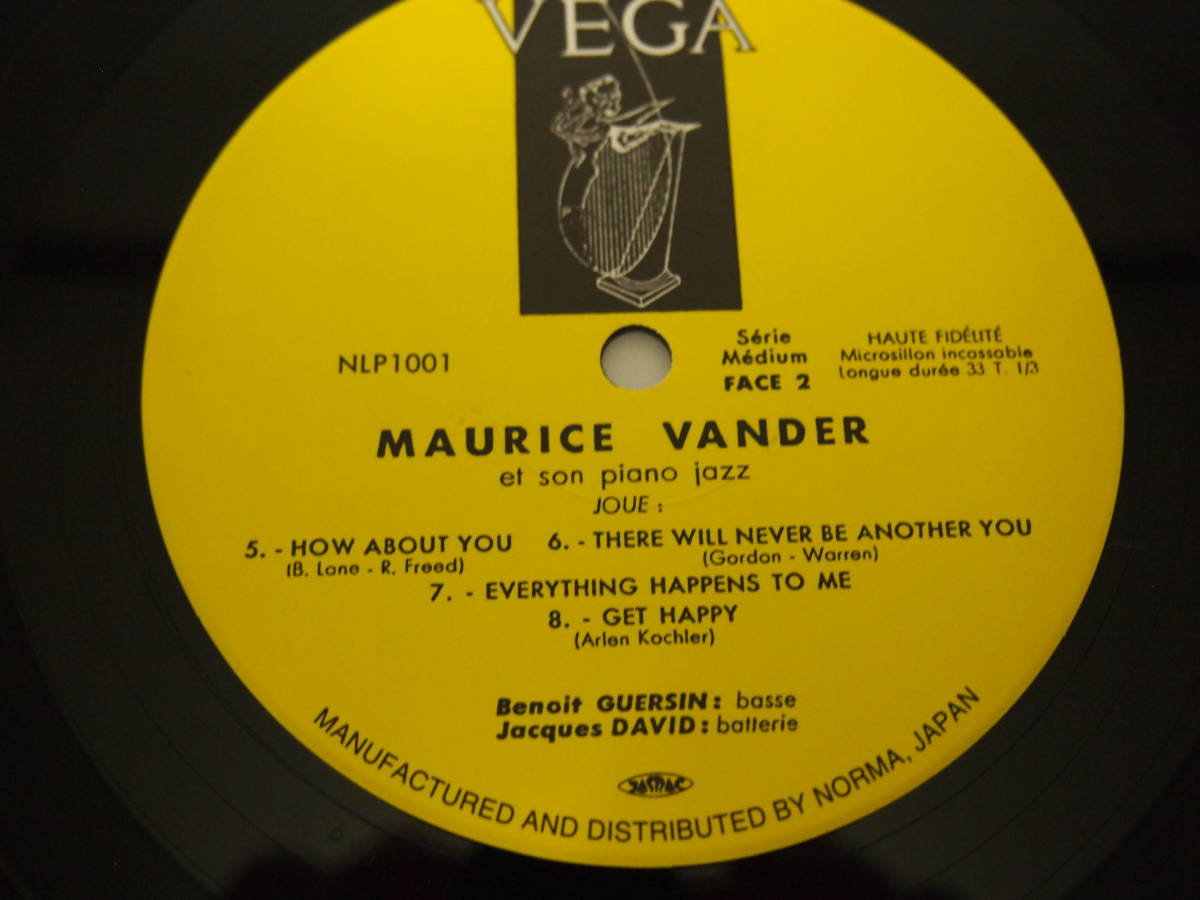 VEGA
NLP1001
Série
Médium
FACE 2
HAUTE FIDÉLITÉ
Microsillon incassable
Longue durée 33 T. 1/3
MAURICE VANDER
et son piano jazz
JOUE :
5. - HOW ABOUT YOU
(B. Lane - R. Freed)
6. - THERE WILL NEVER BE ANOTHER YOU
(Gordon - Warren)
7. - EVERYTHING HAPPENS TO ME
8. - GET HAPPY
(Arlen Kochler)
Benoit GUERSIN : basse
Jacques DAVID : batterie
JASRAC
MANUFACTURED AND DISTRIBUTED BY NORMA, JAPAN